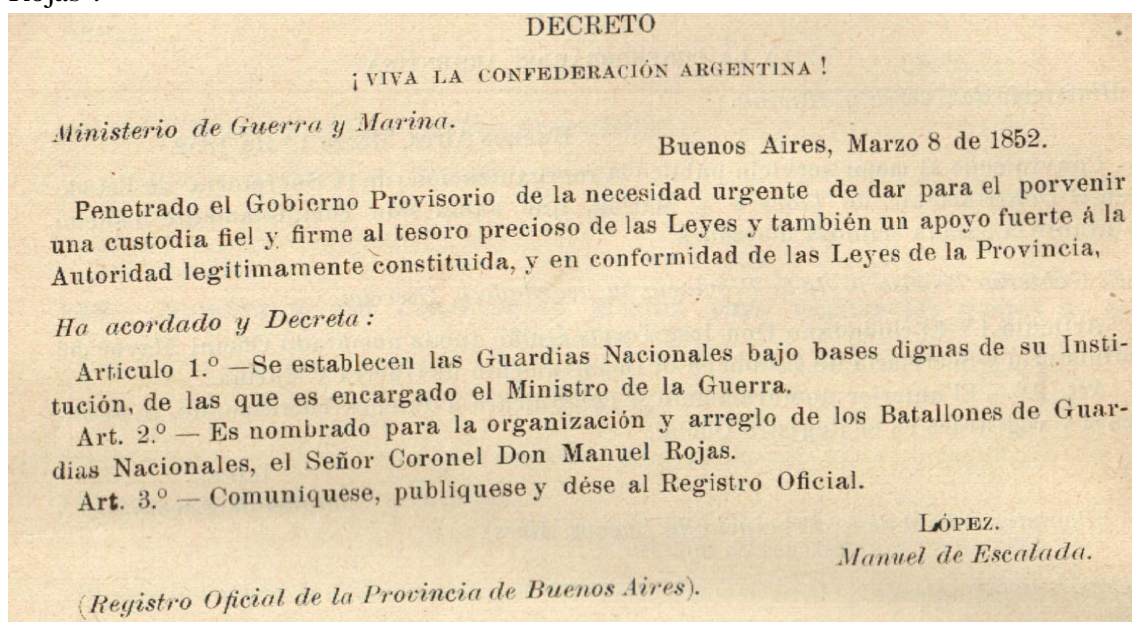 DECRETO
¡ VIVA LA CONFEDERACIÓN ARGENTINA !
Ministerio de Guerra y Marina.
Buenos Aires, Marzo 8 de 1852.
Penetrado el Gobierno Provisorio de la necesidad urgente de dar para el porvenir
una custodia fiel y firme al tesoro precioso de las Leyes y también un apoyo fuerte á la
Autoridad legitimamente constituida, y en conformidad de las Leyes de la Provincia,
Ha acordado y Decreta :
Artículo 1.º —Se establecen las Guardias Nacionales bajo bases dignas de su Insti-
tución, de las que es encargado el Ministro de la Guerra.
Art. 2.º — Es nombrado para la organización y arreglo de los Batallones de Guar-
dias Nacionales, el Señor Coronel Don Manuel Rojas.
Art. 3.º — Comuníquese, publiquese y dése al Registro Oficial.
LÓPEZ.
Manuel de Escalada.
(Registro Oficial de la Provincia de Buenos Aires).